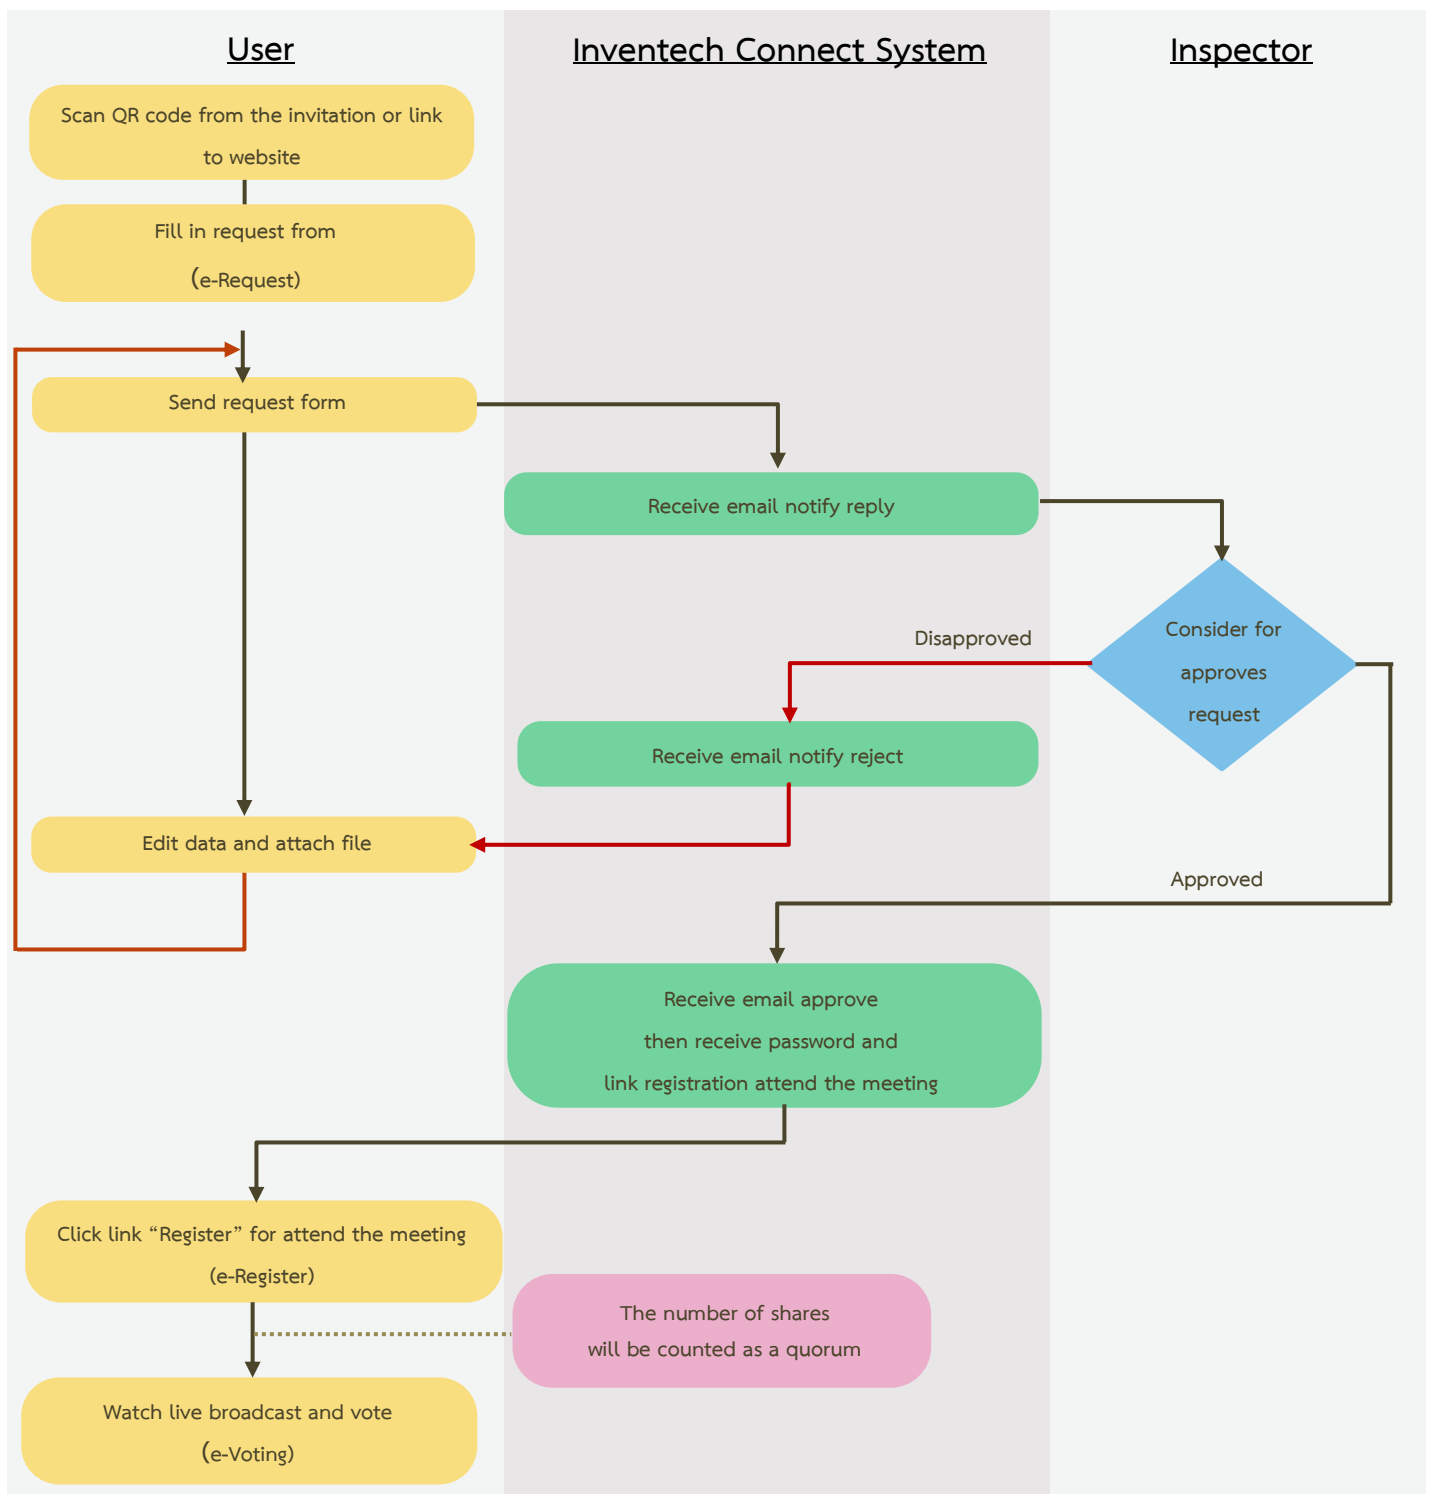 User
Inventech Connect System
Inspector
Scan QR code from the invitation or link
to website
Fill in request from
(e-Request)
Send request form
Receive email notify reply
Disapproved
Consider for
approves
request
Receive email notify reject
Edit data and attach file
Approved
Receive email approve
then receive password and
link registration attend the meeting
Click link “Register” for attend the meeting
(e-Register)
The number of shares
will be counted as a quorum
Watch live broadcast and vote
(e-Voting)